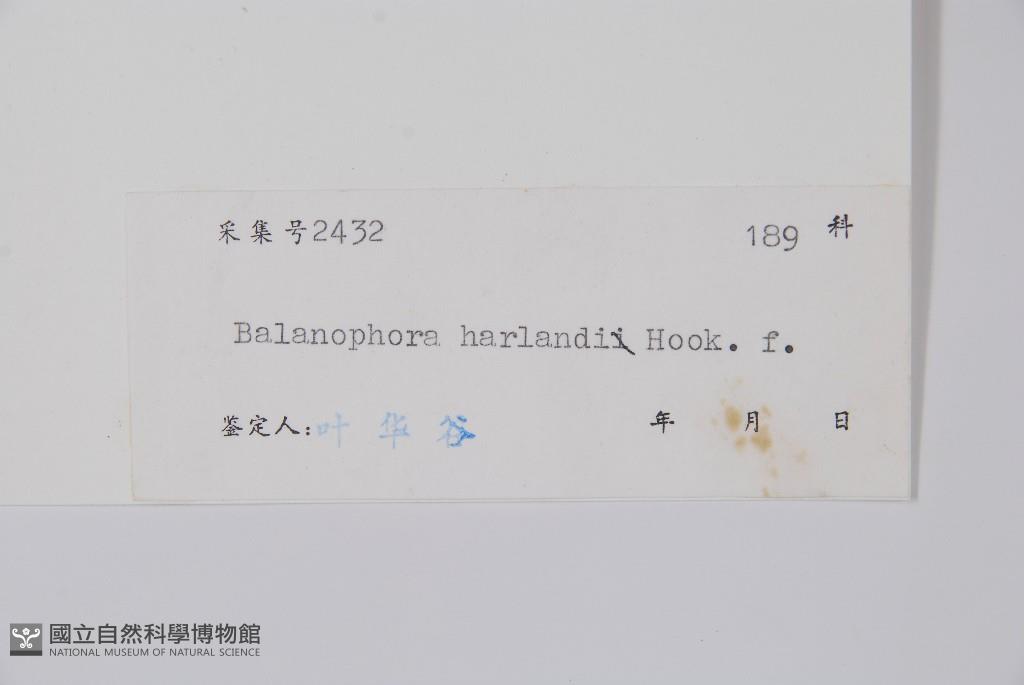 采集号2432 189 科
Balanophora harlandii Hook. f.
鉴定人:叶华谷 年 月 日
國立自然科學博物館
NATIONAL MUSEUM OF NATURAL SCIENCE